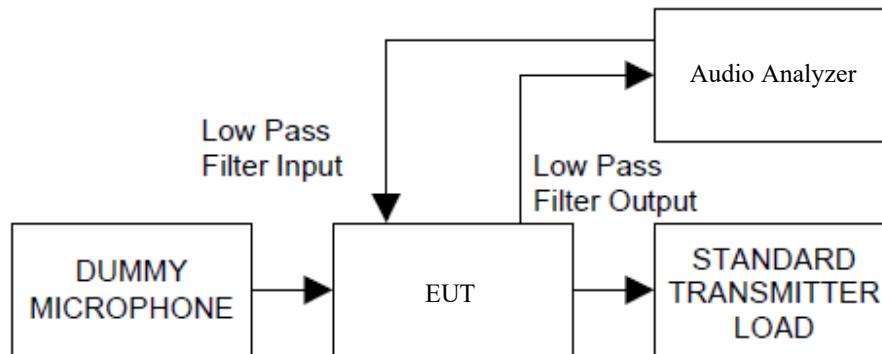 Audio Analyzer
Low Pass
Filter Input
Low Pass
Filter Output
DUMMY
MICROPHONE
EUT
STANDARD
TRANSMITTER
LOAD